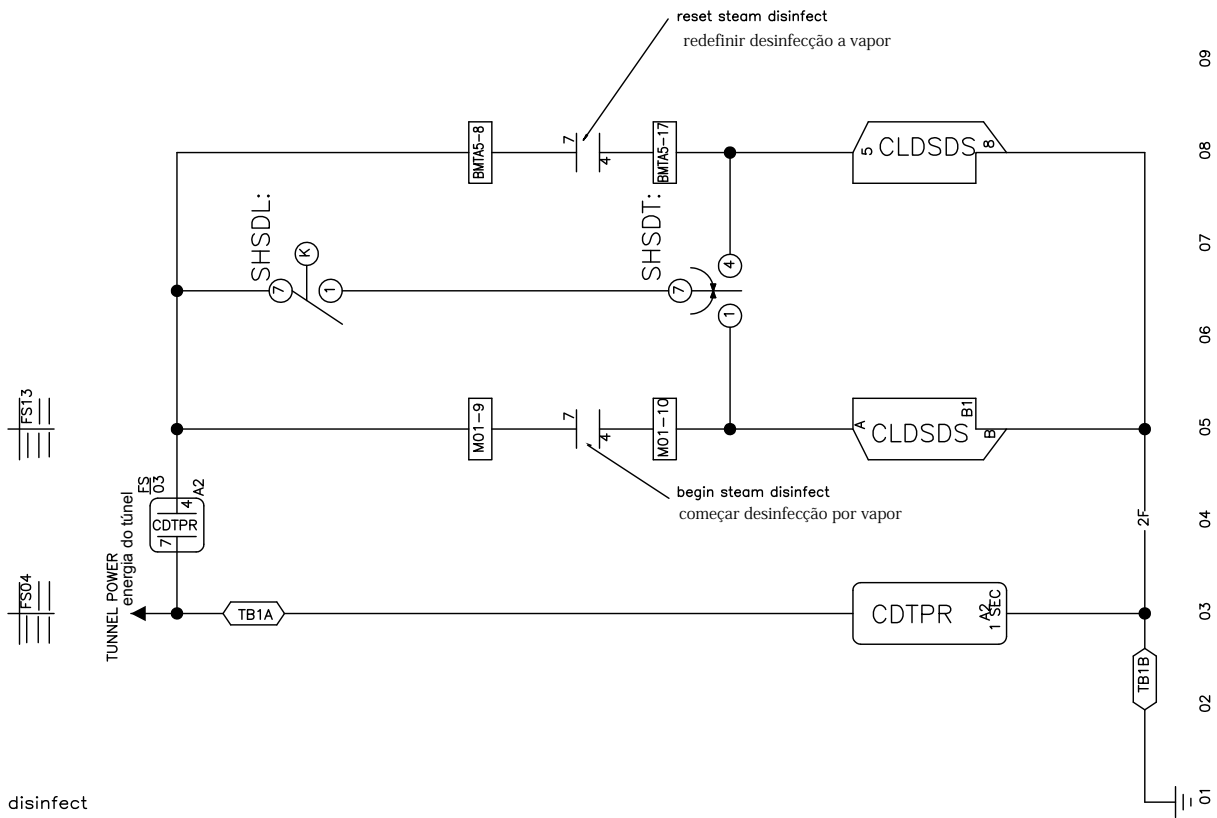 reset steam disinfect
redefinir desinfecção a vapor
09
BMTA5-8
7
4
BMTA5-17
5
CLDSDS
8
08
SHSDL:
SHSDT:
07
K
7
1
7
4
1
06
FS13
M01-9
7
4
M01-10
A
CLDSDS
B1
B
05
begin steam disinfect
começar desinfecção por vapor
FS
03
A2
4
CDTPR
7
2F
04
FS04
TUNNEL POWER
energia do túnel
TB1A
CDTPR
A2
1 SEC
03
TB1B
02
disinfect
01